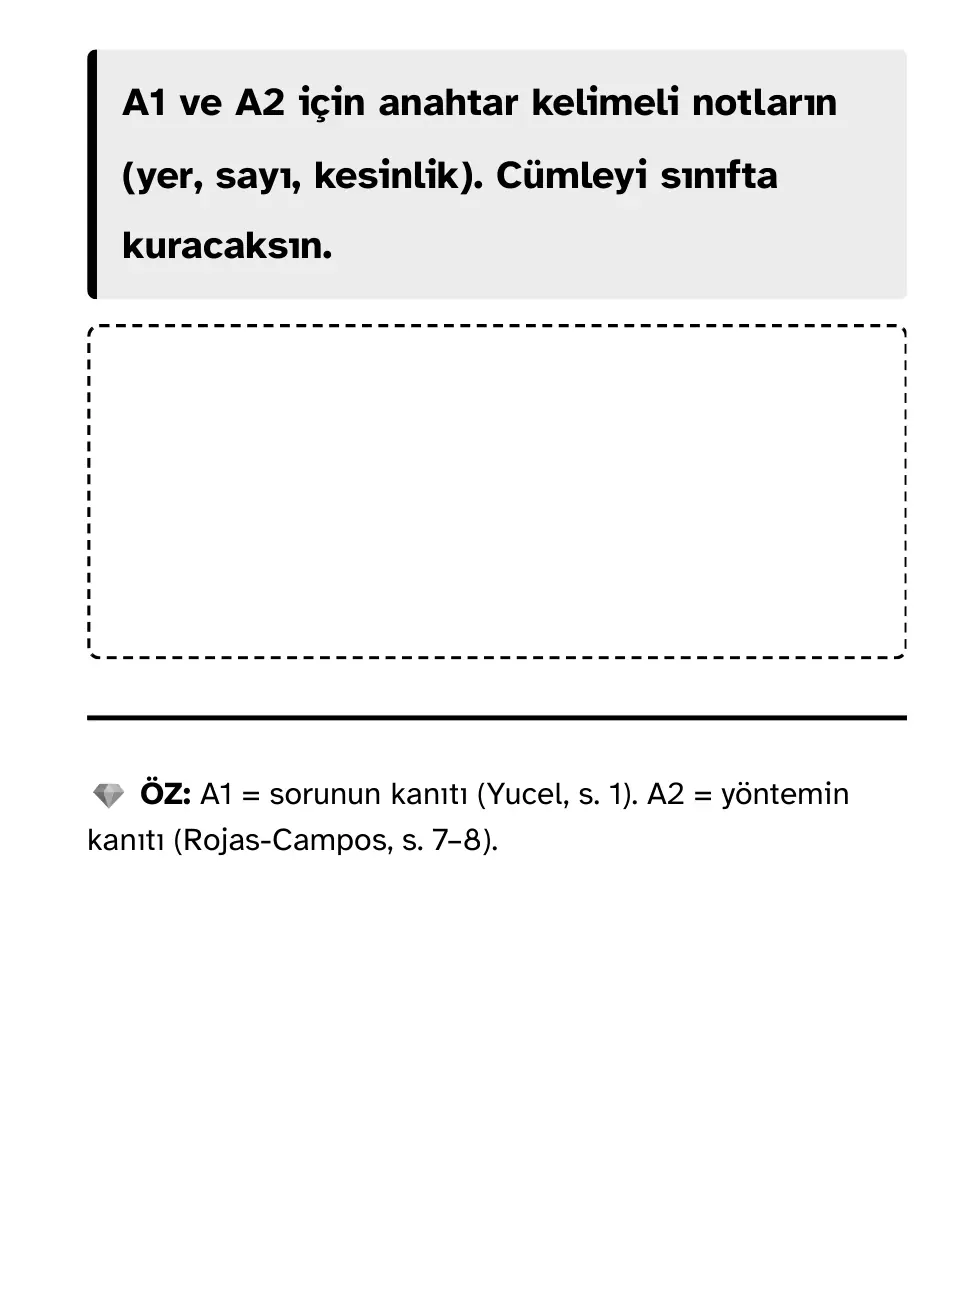 A1 ve A2 için anahtar kelimeli notların
(yer, sayı, kesinlik). Cümleyi sınıfta
kuracaksın.
ÖZ: A1 = sorunun kanıtı (Yucel, s. 1). A2 = yöntemin
kanıtı (Rojas-Campos, s. 7–8).